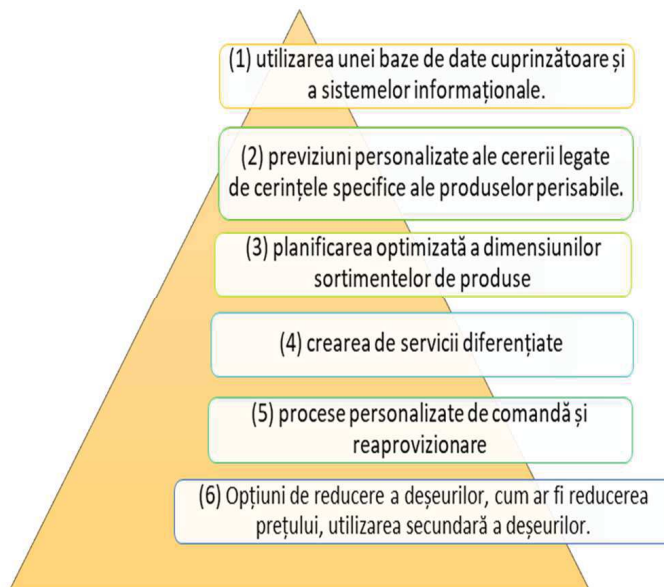 (1) utilizarea unei baze de date cuprinzătoare și
a sistemelor informaționale.
(2) previziuni personalizate ale cererii legate
de cerințele specifice ale produselor perisabile.
(3) planificarea optimizată a dimensiunilor
sortimentelor de produse
(4) crearea de servicii diferențiate
(5) procese personalizate de comandă și
reaprovizionare
(6) Opțiuni de reducere a deșeurilor, cum ar fi reducerea
prețului, utilizarea secundară a deșeurilor.